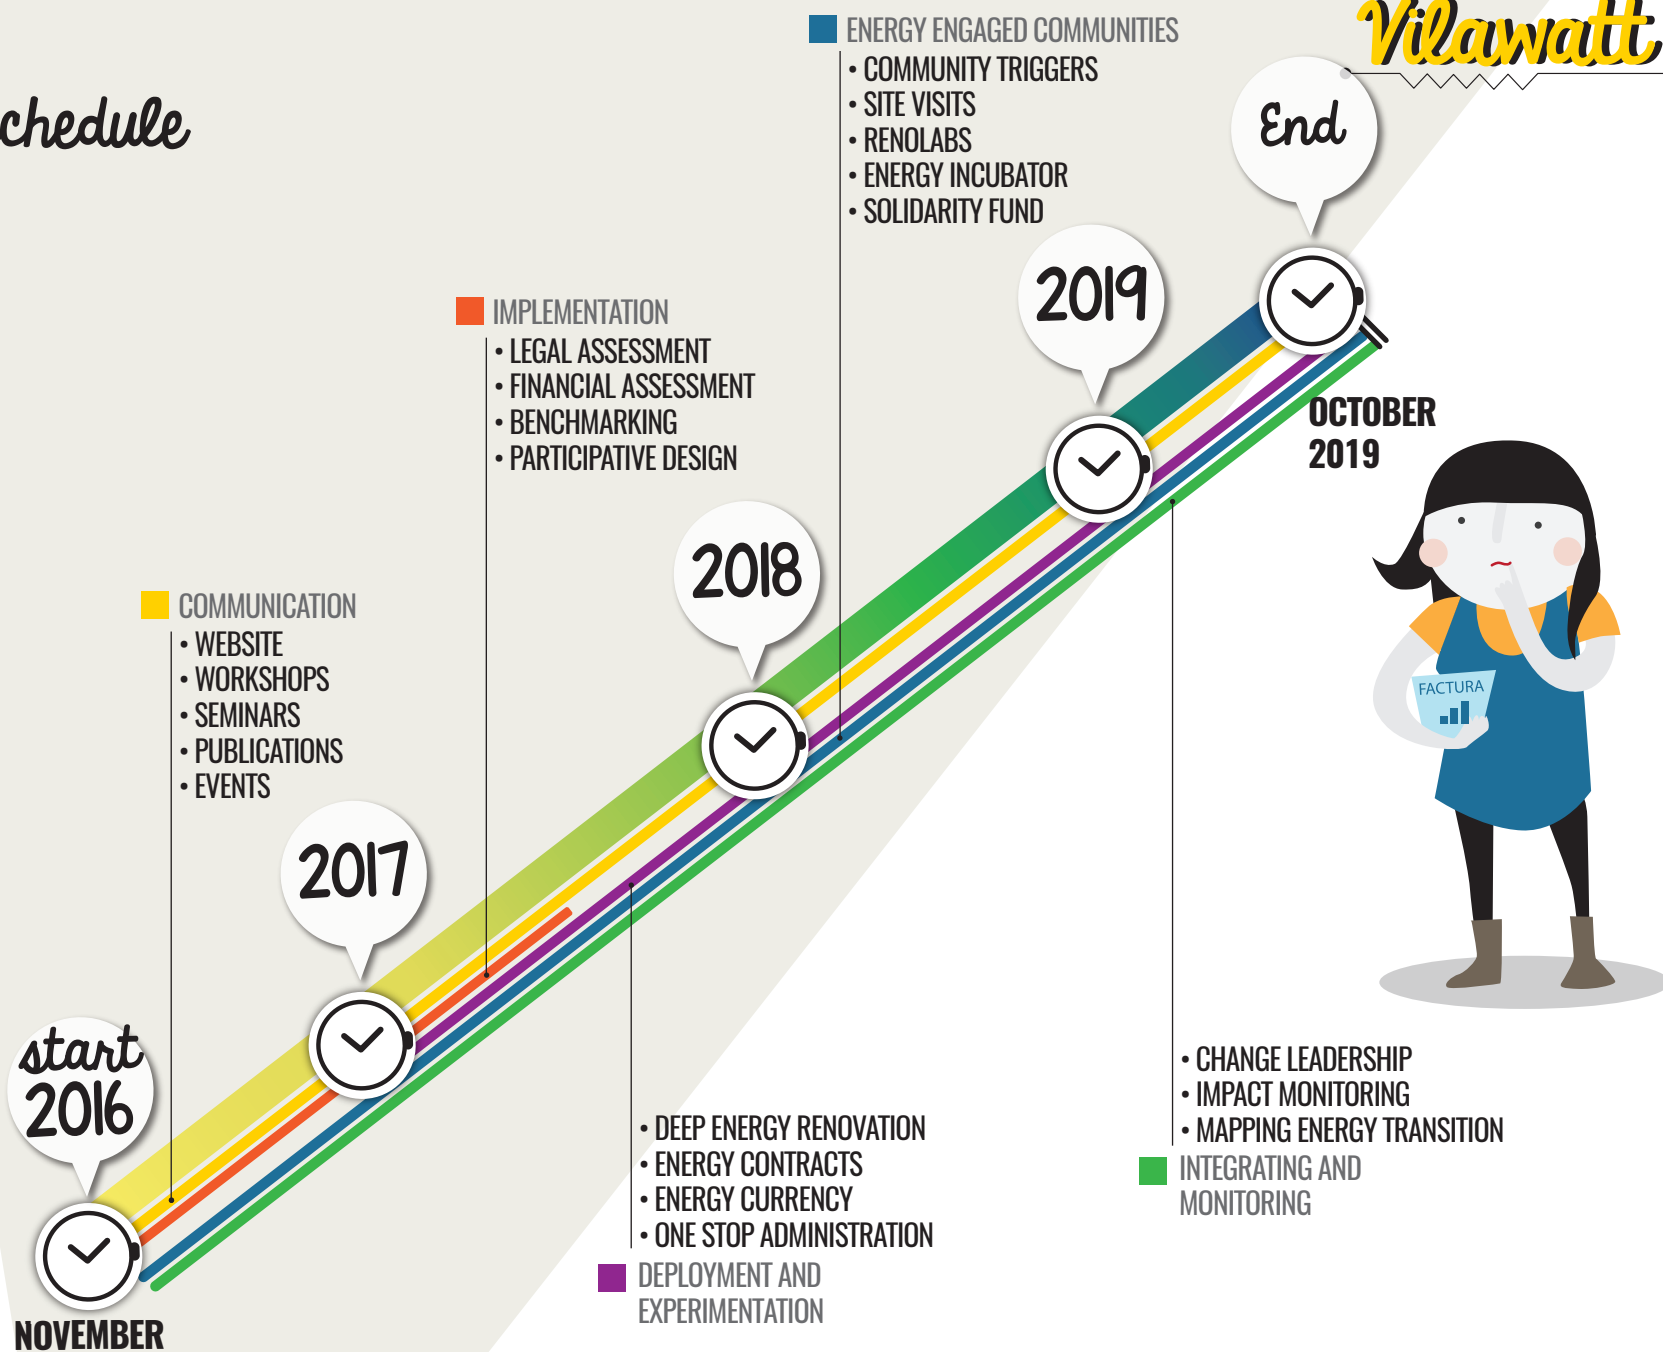 Vilawatt
chedule
ENERGY ENGAGED COMMUNITIES
• COMMUNITY TRIGGERS
• SITE VISITS
• RENOLABS
• ENERGY INCUBATOR
• SOLIDARITY FUND
End
2019
IMPLEMENTATION
• LEGAL ASSESSMENT
• FINANCIAL ASSESSMENT
• BENCHMARKING
• PARTICIPATIVE DESIGN
OCTOBER
2019
2018
COMMUNICATION
• WEBSITE
• WORKSHOPS
• SEMINARS
• PUBLICATIONS
• EVENTS
FACTURA
2017
start
2016
• CHANGE LEADERSHIP
• IMPACT MONITORING
• MAPPING ENERGY TRANSITION
INTEGRATING AND
MONITORING
• DEEP ENERGY RENOVATION
• ENERGY CONTRACTS
• ENERGY CURRENCY
• ONE STOP ADMINISTRATION
DEPLOYMENT AND
EXPERIMENTATION
NOVEMBER